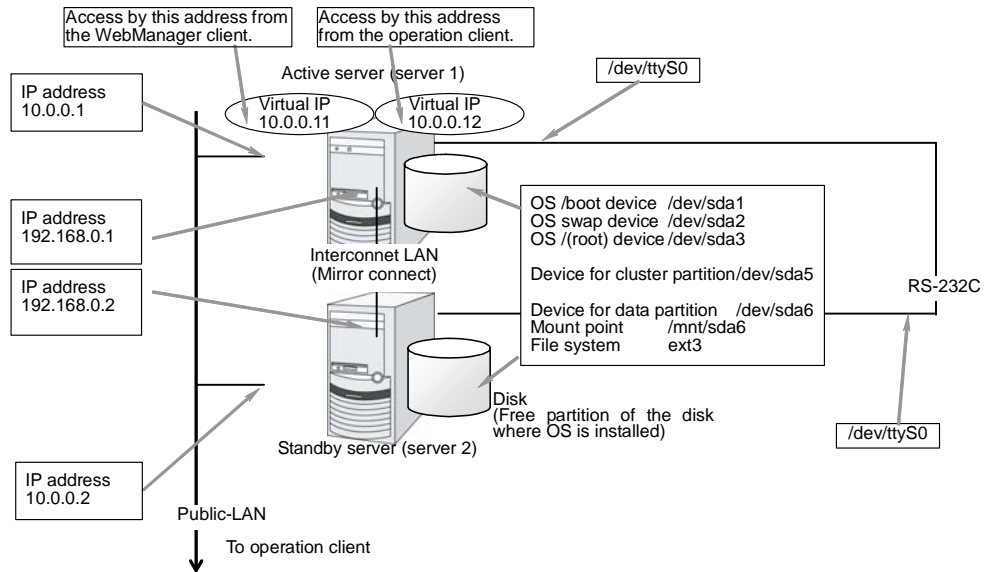 Access by this address from
the WebManager client.
Access by this address
from the operation client.
/dev/ttyS0
Active server (server 1)
IP address
10.0.0.1
Virtual IP
10.0.0.11
Virtual IP
10.0.0.12
IP address
192.168.0.1
OS /boot device /dev/sda1
OS swap device /dev/sda2
OS /(root) device /dev/sda3
Device for cluster partition/dev/sda5
Device for data partition /dev/sda6
Mount point /mnt/sda6
File system ext3
Interconnet LAN
(Mirror connect)
IP address
192.168.0.2
RS-232C
Disk
(Free partition of the disk
where OS is installed)
/dev/ttyS0
Standby server (server 2)
IP address
10.0.0.2
Public-LAN
To operation client